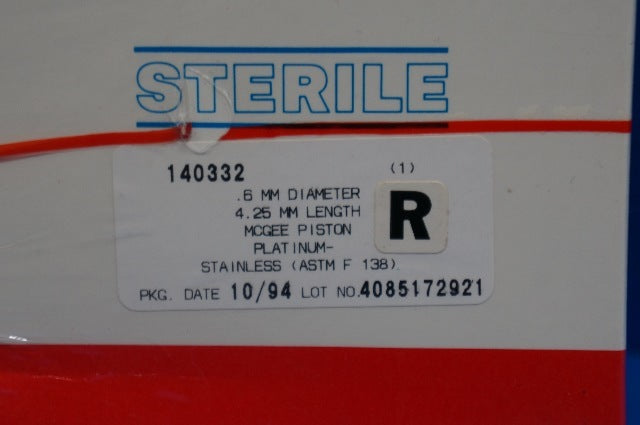 STERILE
140332 (1)
.6 MM DIAMETER
4.25 MM LENGTH
MCGEE PISTON
PLATINUM-
STAINLESS (ASTM F 138)
R
PKG. DATE 10/94 LOT NO. 4085172921